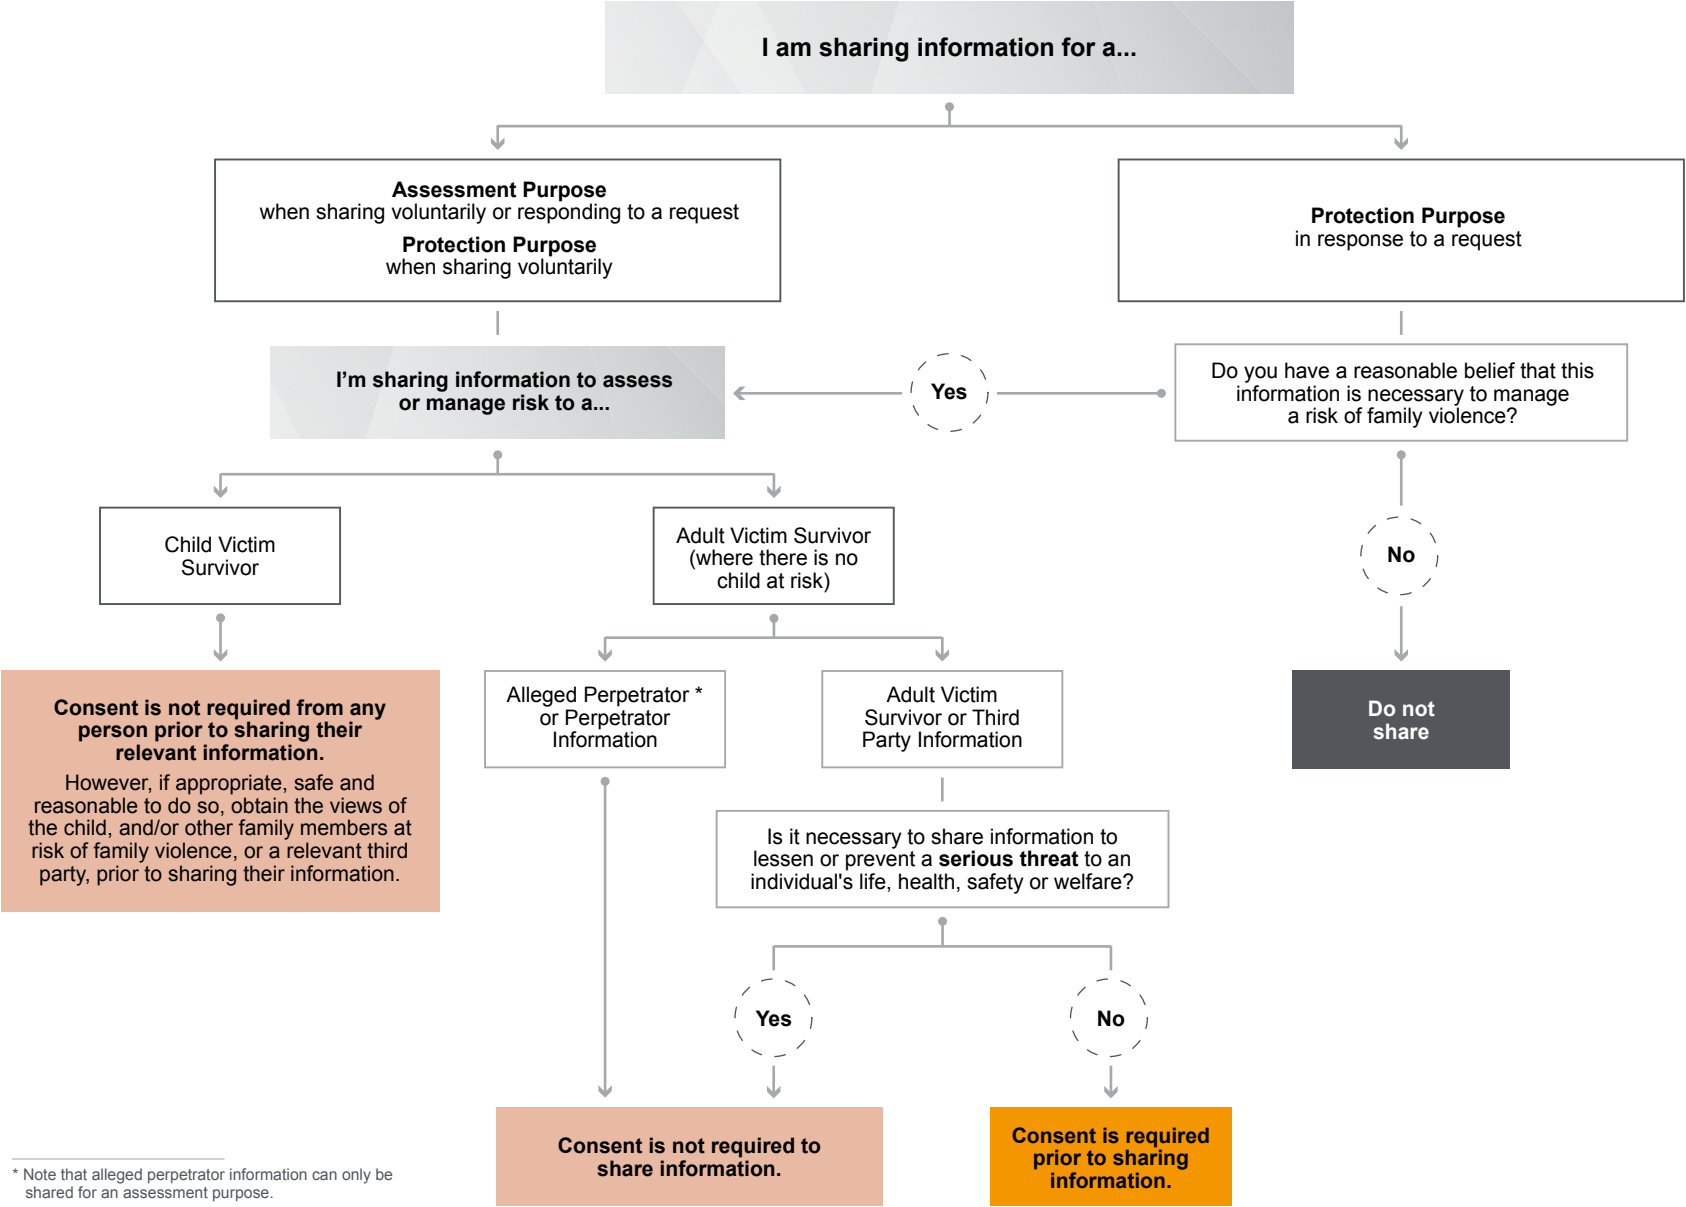 I am sharing information for a...
Assessment Purpose
when sharing voluntarily or responding to a request
Protection Purpose
when sharing voluntarily
Protection Purpose
in response to a request
I’m sharing information to assess
or manage risk to a...
Yes
Do you have a reasonable belief that this
information is necessary to manage
a risk of family violence?
Child Victim
Survivor
Adult Victim Survivor
(where there is no
child at risk)
No
Consent is not required from any
person prior to sharing their
relevant information.
However, if appropriate, safe and
reasonable to do so, obtain the views of
the child, and/or other family members at
risk of family violence, or a relevant third
party, prior to sharing their information.
Alleged Perpetrator *
or Perpetrator
Information
Adult Victim
Survivor or Third
Party Information
Do not
share
Is it necessary to share information to
lessen or prevent a serious threat to an
individual's life, health, safety or welfare?
Yes
No
Consent is not required to
share information.
Consent is required
prior to sharing
information.
* Note that alleged perpetrator information can only be
shared for an assessment purpose.